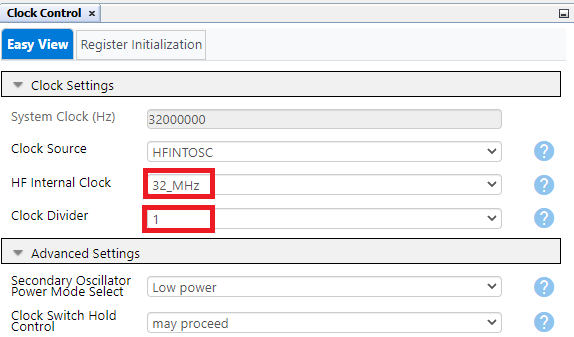 Clock Control ×
Easy View Register Initialization
Clock Settings
System Clock (Hz) 32000000
Clock Source HFINTOSC ?
HF Internal Clock 32_MHz ?
Clock Divider 1 ?
Advanced Settings
Secondary Oscillator
Power Mode Select Low power ?
Clock Switch Hold
Control may proceed ?